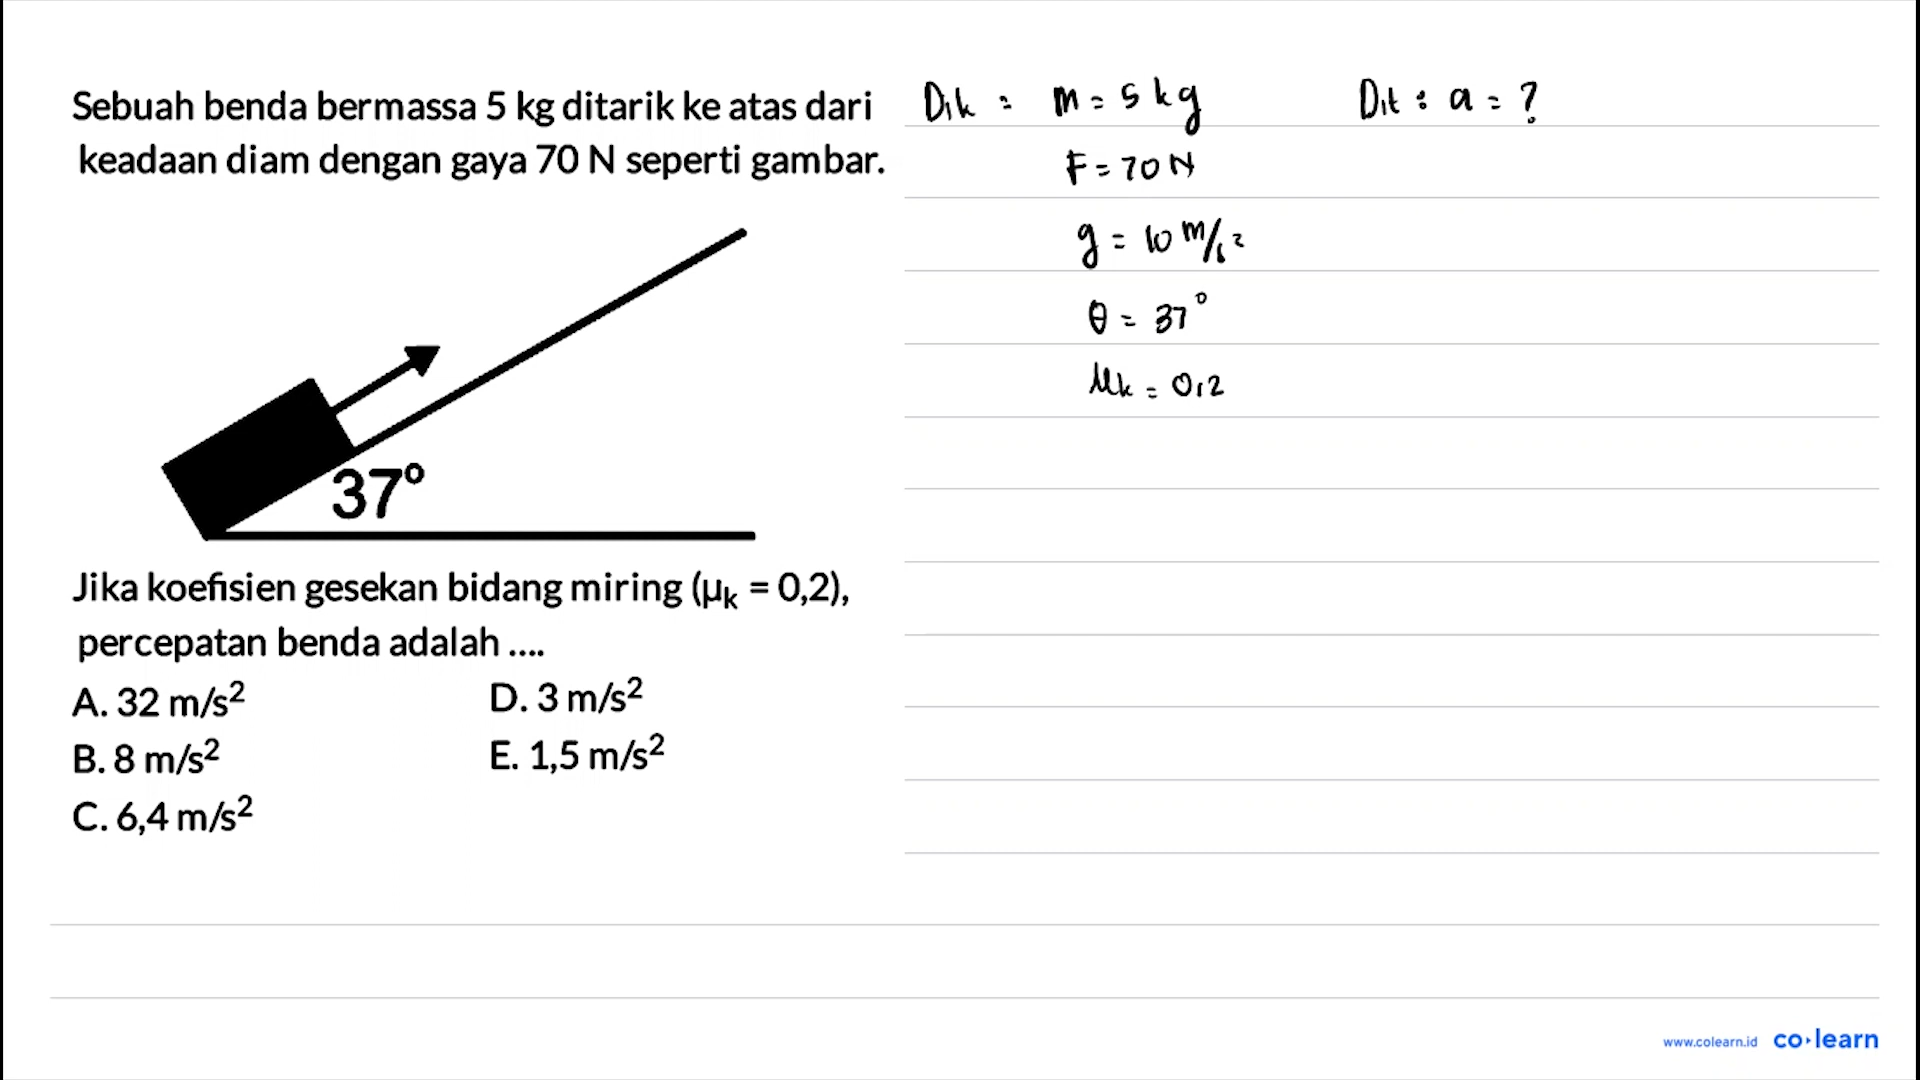 Sebuah benda bermassa 5 kg ditarik ke atas dari
keadaan diam dengan gaya 70 N seperti gambar.
37°
Jika koefisien gesekan bidang miring (μk = 0,2),
percepatan benda adalah ....
A. 32 m/s²
B. 8 m/s²
C. 6,4 m/s²
D. 3 m/s²
E. 1,5 m/s²
Dik : m = 5 kg
F = 70 N
g = 10 m/s²
θ = 37°
μk = 0,2
Dit : a = ?
www.colearn.id co·learn